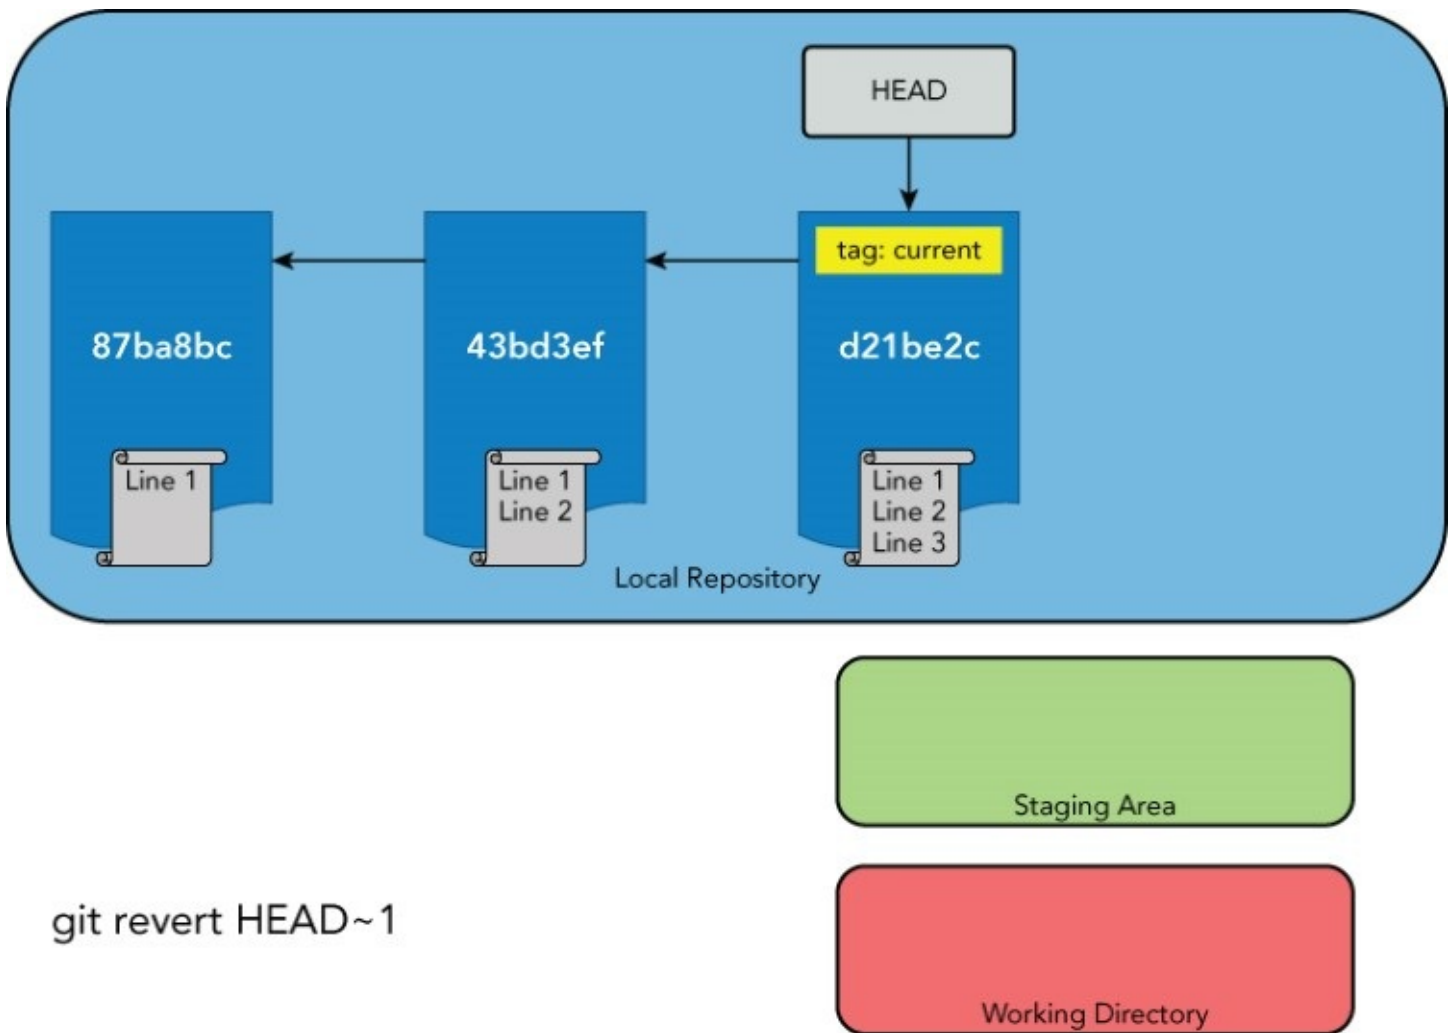 HEAD
tag: current
87ba8bc
43bd3ef
d21be2c
Line 1
Line 1
Line 2
Line 1
Line 2
Line 3
Local Repository
Staging Area
git revert HEAD~1
Working Directory